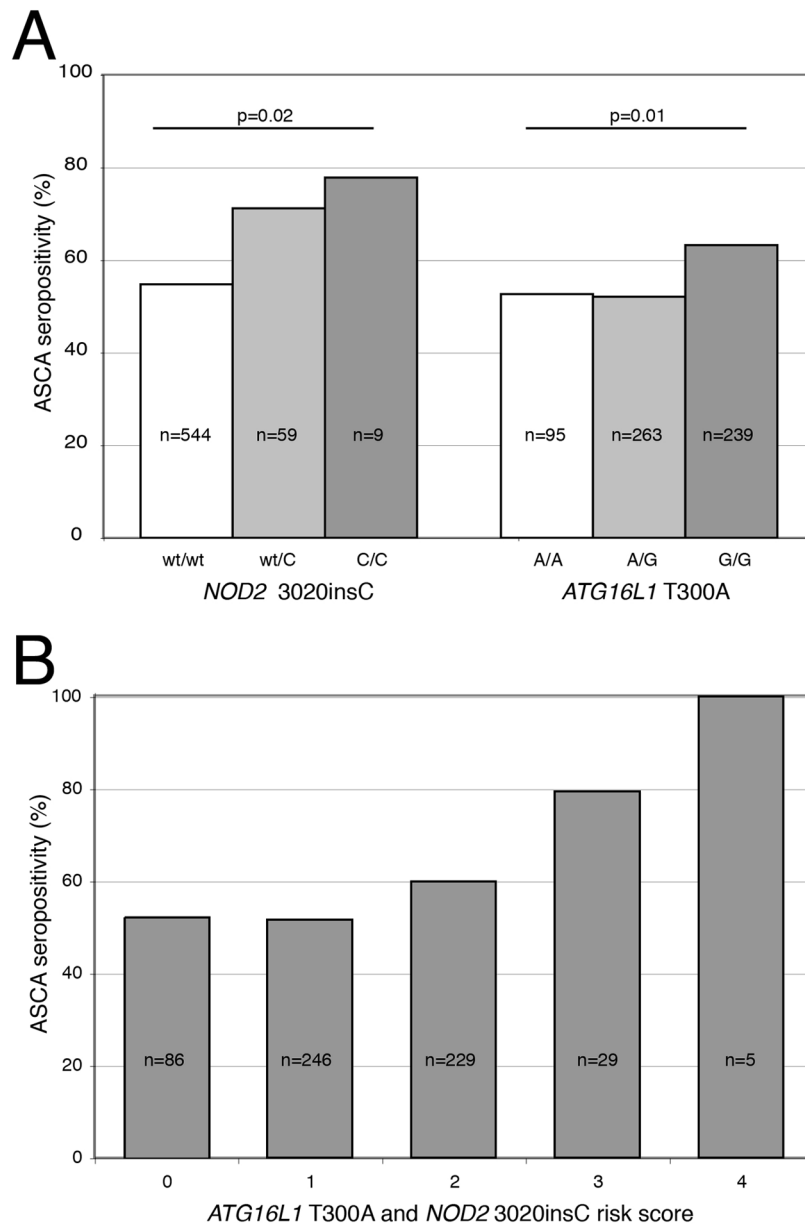 A
100
80
60
40
20
0
ASCA seropositivity (%)
p=0.02
p=0.01
n=544
n=59
n=9
n=95
n=263
n=239
wt/wt
wt/C
C/C
A/A
A/G
G/G
NOD2 3020insC
ATG16L1 T300A
B
100
80
60
40
20
0
ASCA seropositivity (%)
n=86
n=246
n=229
n=29
n=5
0
1
2
3
4
ATG16L1 T300A and NOD2 3020insC risk score